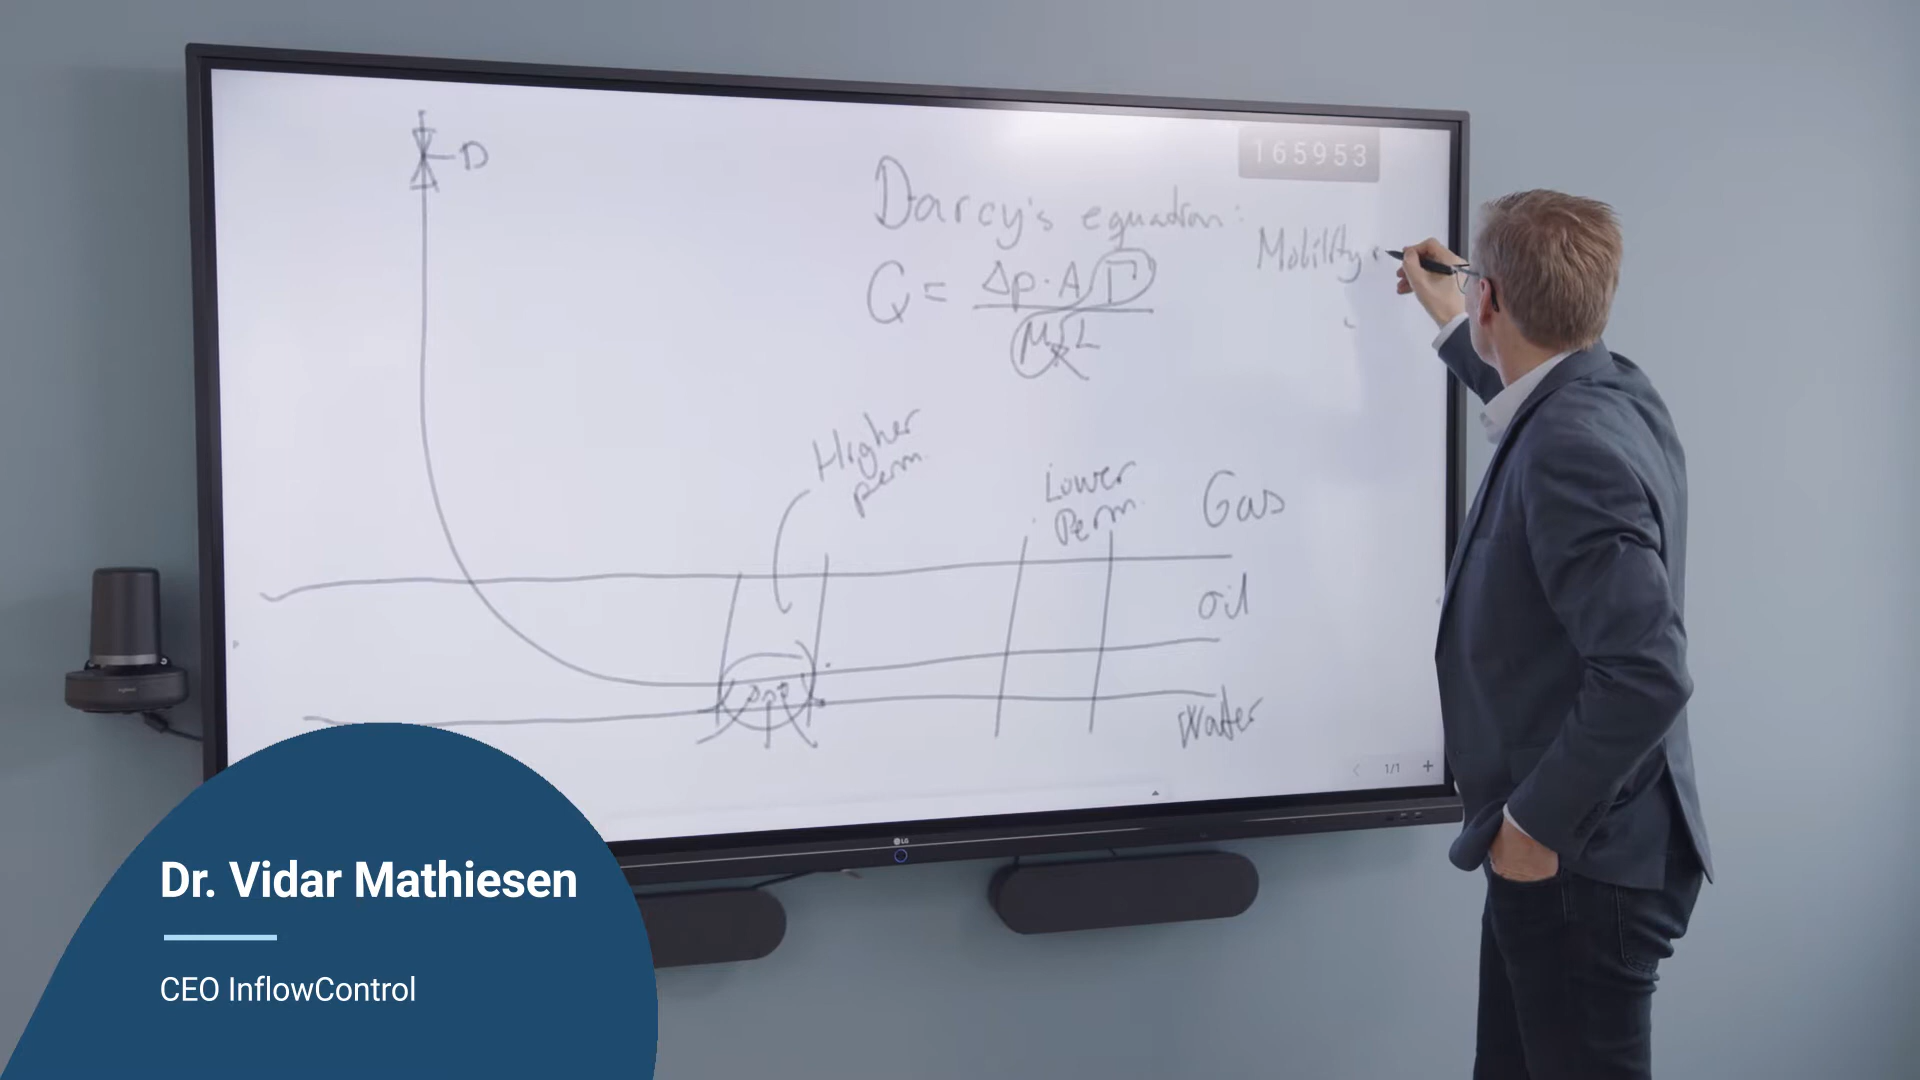 D
165953
Darcy's equation:
Mobility
Q = Δp·A
μ L
Higher
perm.
Lower
Perm.
Gas
oil
Water
1/1
LG
Dr. Vidar Mathiesen
CEO InflowControl